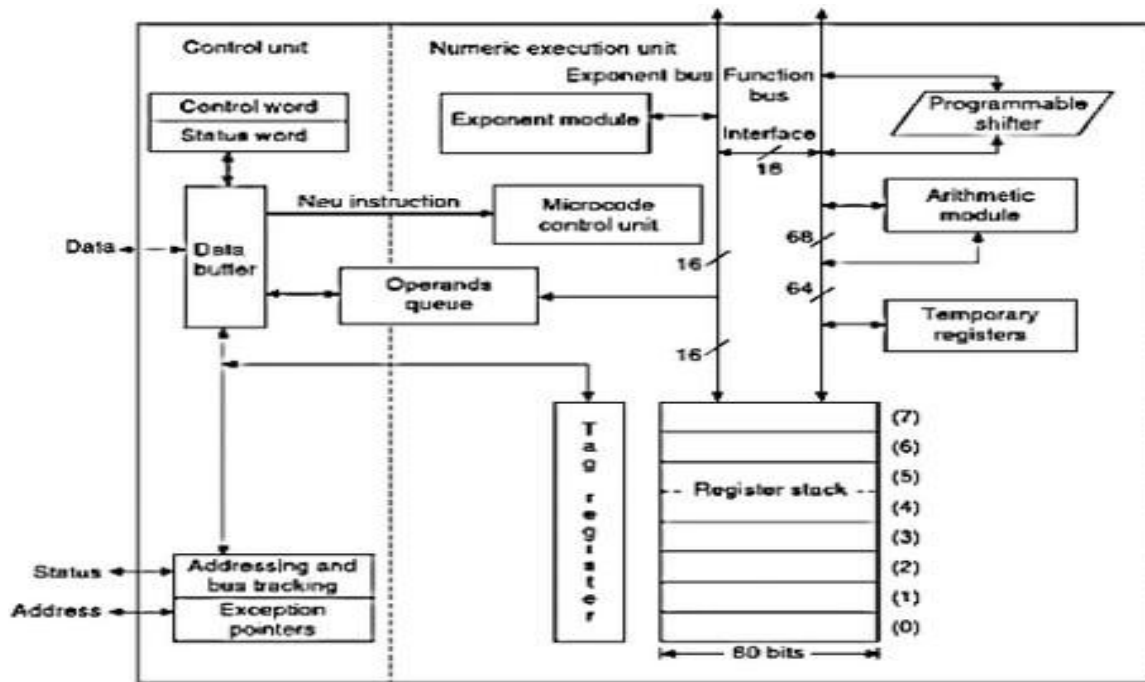 Control unit
Numeric execution unit
Exponent bus Function
bus
Control word
Status word
Exponent module
Programmable
shifter
Interface
16
Neu instruction
Microcode
control unit
Arithmetic
module
68
Data
Data
buffer
16
Operands
queue
64
Temporary
registers
16
Tag register
(7)
(6)
(5)
Register stack
(4)
(3)
(2)
(1)
(0)
Status
Addressing and
bus tracking
Address
Exception
pointers
80 bits